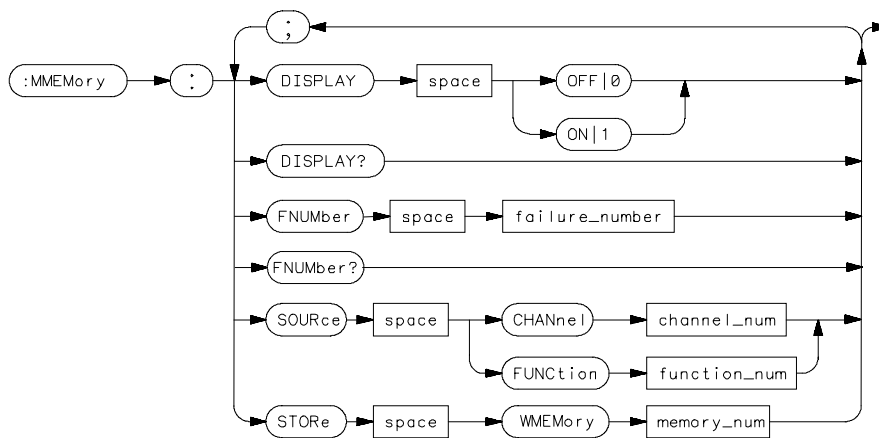 ;
:MMEMory : DISPLAY space OFF|0
ON|1
DISPLAY?
FNUMber space failure_number
FNUMber?
SOURce space CHANnel channel_num
FUNCtion function_num
STORe space WMEMory memory_num